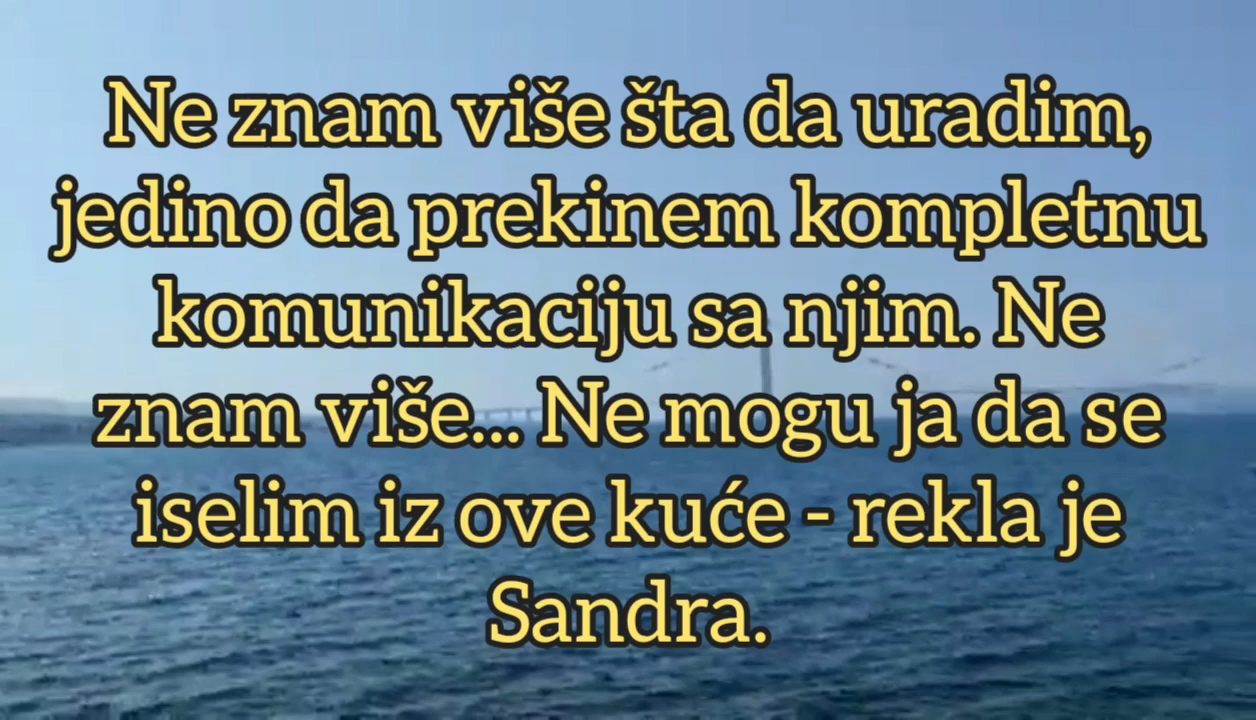 Ne znam više šta da uradim,
jedino da prekinem kompletnu
komunikaciju sa njim. Ne
znam više... Ne mogu ja da se
iselim iz ove kuće - rekla je
Sandra.